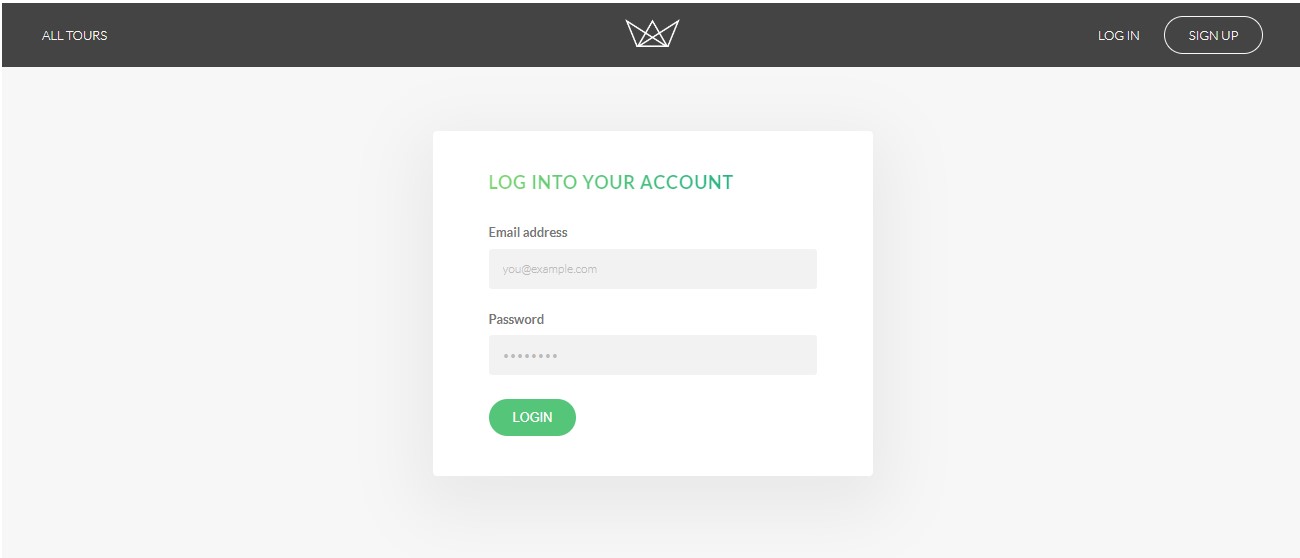 ALL TOURS
LOG IN
SIGN UP
LOG INTO YOUR ACCOUNT
Email address
you@example.com
Password
••••••••
LOGIN